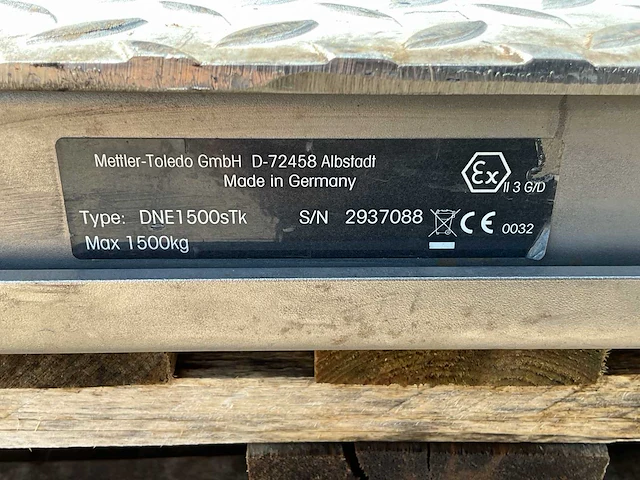 Mettler-Toledo GmbH D-72458 Albstadt
Made in Germany
Ex II 3 G/D
Type: DNE1500sTk S/N 2937088 CE 0032
Max 1500kg